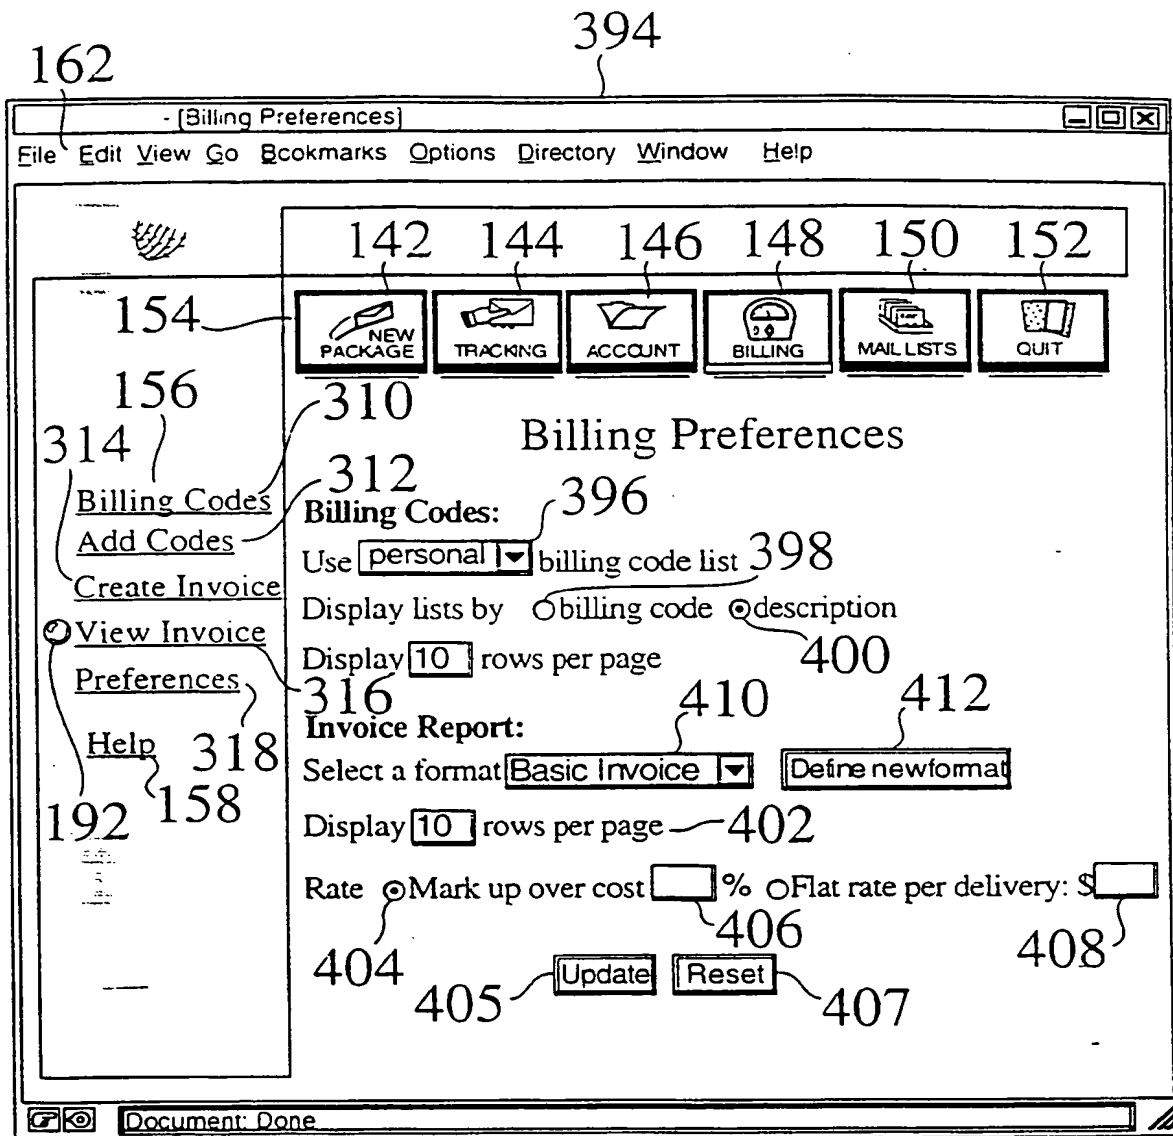 394
162
- [Billing Preferences]
File Edit View Go Bcokmarks Options Directory Window Help
142 144 146 148 150 152
154
NEW PACKAGE TRACKING ACCOUNT BILLING MAIL LISTS QUIT
156
310
314
Billing Preferences
312
396
Billing Codes
Billing Codes:
Add Codes
Use personal billing code list 398
Create Invoice
Display lists by billing code description
View Invoice
Display 10 rows per page 400
Preferences
316 410 412
Invoice Report:
Help 318
Select a format Basic Invoice Define newformat
192 158
Display 10 rows per page 402
Rate Mark up over cost % Flat rate per delivery: $
406
404 408
Update Reset
405 407
Document: Done